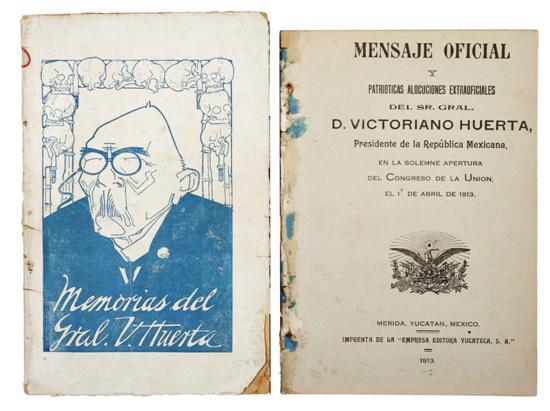 Memorias del
Gral. V. Huerta
MENSAJE OFICIAL
Y
PATRIOTICAS ALOCUCIONES EXTRAOFICIALES
DEL SR. GRAL.
D. VICTORIANO HUERTA,
Presidente de la República Mexicana,
EN LA SOLEMNE APERTURA
DEL CONGRESO DE LA UNION,
EL 1º DE ABRIL DE 1913.
MERIDA, YUCATAN, MEXICO.
IMPRENTA DE LA "EMPRESA EDITORA YUCATECA, S. A."
1913.